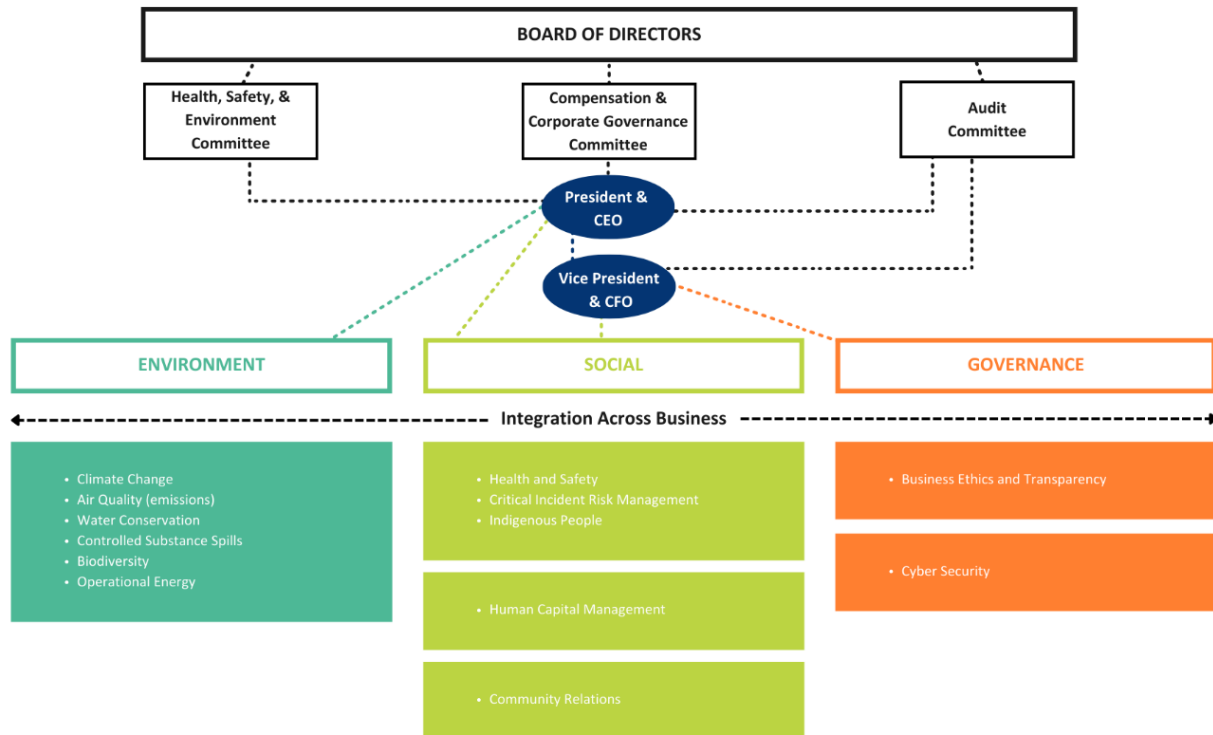 BOARD OF DIRECTORS
Health, Safety, &
Environment
Committee
Compensation &
Corporate Governance
Committee
Audit
Committee
President &
CEO
Vice President
& CFO
ENVIRONMENT
SOCIAL
GOVERNANCE
Integration Across Business
• Climate Change
• Air Quality (emissions)
• Water Conservation
• Controlled Substance Spills
• Biodiversity
• Operational Energy
• Health and Safety
• Critical Incident Risk Management
• Indigenous People
• Human Capital Management
• Community Relations
• Business Ethics and Transparency
• Cyber Security